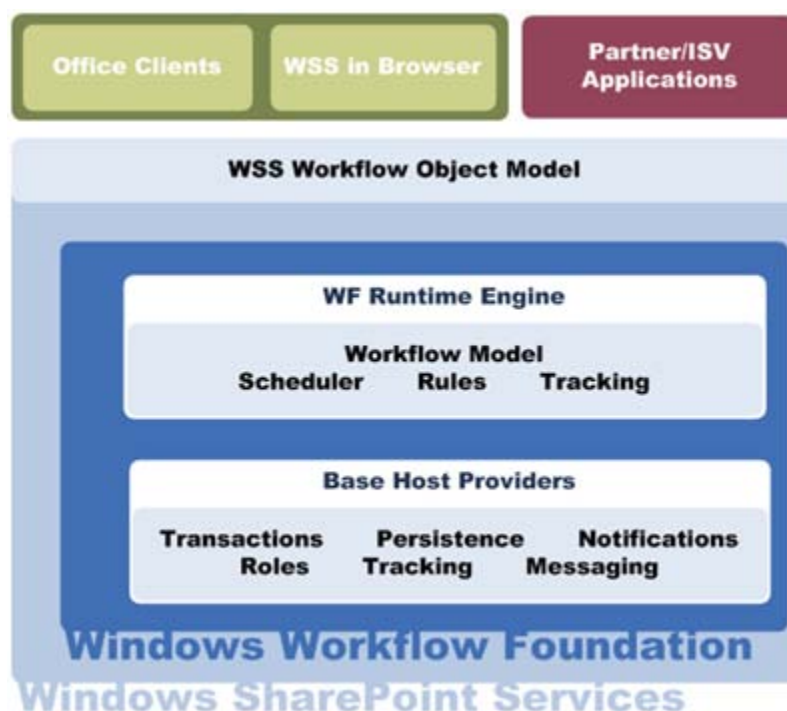 Office Clients
WSS in Browser
Partner/ISV
Applications
WSS Workflow Object Model
WF Runtime Engine
Workflow Model
Scheduler Rules Tracking
Base Host Providers
Transactions Persistence Notifications
Roles Tracking Messaging
Windows Workflow Foundation
Windows SharePoint Services